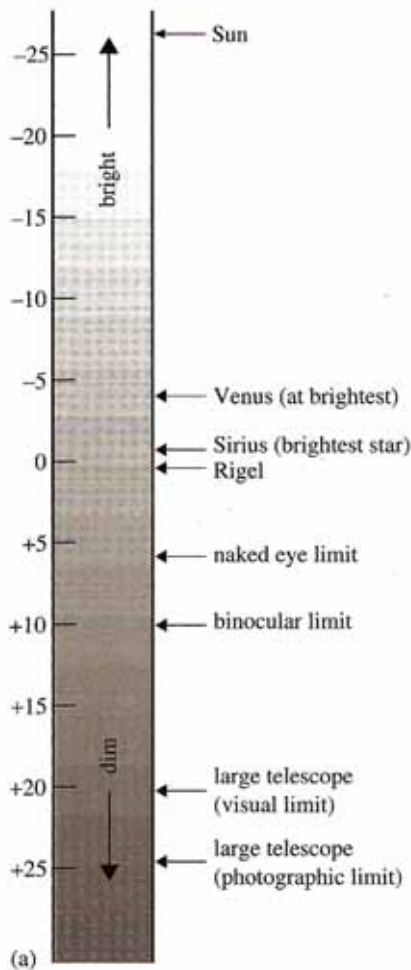 Sun
−25
−20
bright
−15
−10
−5
Venus (at brightest)
Sirius (brightest star)
0
Rigel
+5
naked eye limit
+10
binocular limit
+15
dim
large telescope
+20
(visual limit)
large telescope
+25
(photographic limit)
(a)